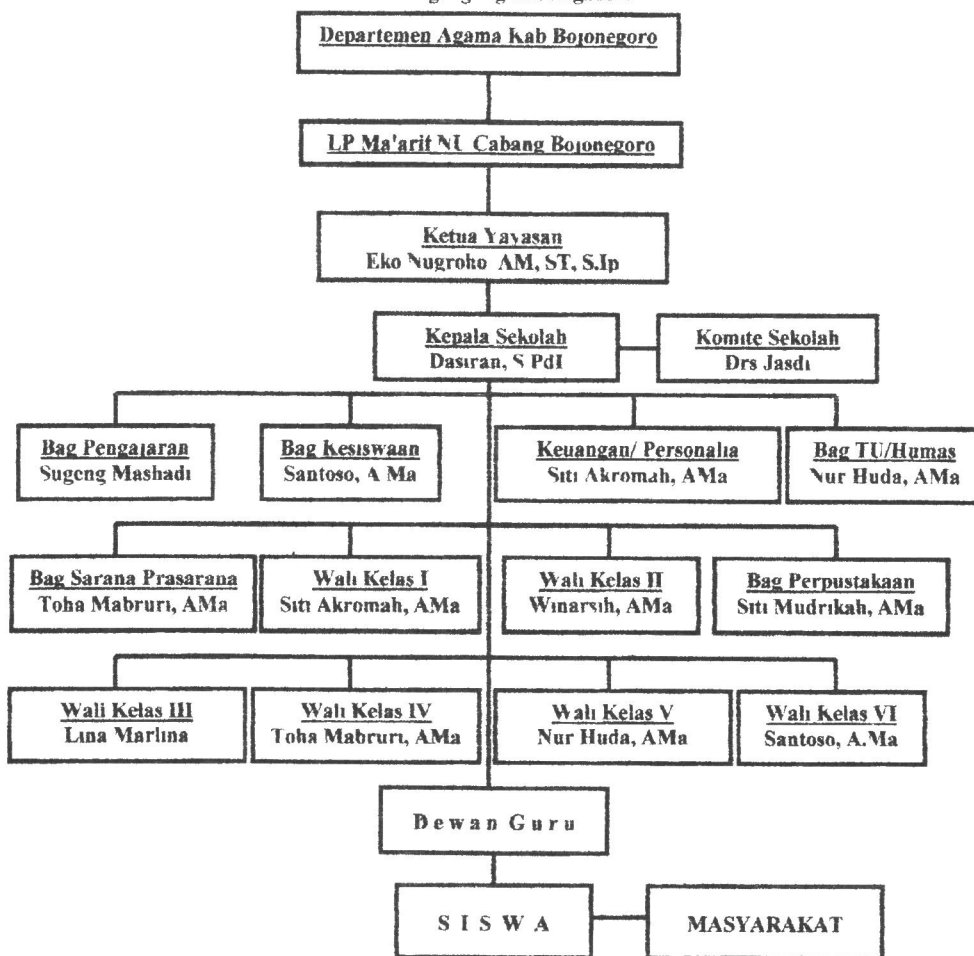 Departemen Agama Kab Bojonegoro
LP Ma'arif NU Cabang Bojonegoro
Ketua Yayasan
Eko Nugroho AM, ST, S.Ip
Kepala Sekolah
Dasiran, S PdI
Komite Sekolah
Drs Jasdi
Bag Pengajaran
Sugeng Mashadi
Bag Kesiswaan
Santoso, A Ma
Keuangan/ Personalia
Siti Akromah, AMa
Bag TU/Humas
Nur Huda, AMa
Bag Sarana Prasarana
Toha Mabruri, AMa
Wali Kelas I
Siti Akromah, AMa
Wali Kelas II
Winarsih, AMa
Bag Perpustakaan
Siti Mudrikah, AMa
Wali Kelas III
Lina Marlina
Wali Kelas IV
Toha Mabruri, AMa
Wali Kelas V
Nur Huda, AMa
Wali Kelas VI
Santoso, A.Ma
Dewan Guru
SISWA
MASYARAKAT